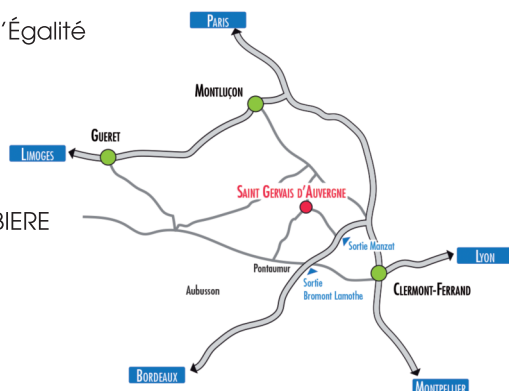 'Égalité
PARIS
MONTLUÇON
GUERET
LIMOGES
SAINT GERVAIS D'AUVERGNE
BIERE
Sortie Manzat
LYON
Pontaumur
Sortie
Bromont Lamothe
CLERMONT-FERRAND
Aubusson
BORDEAUX
MONTPELLIER